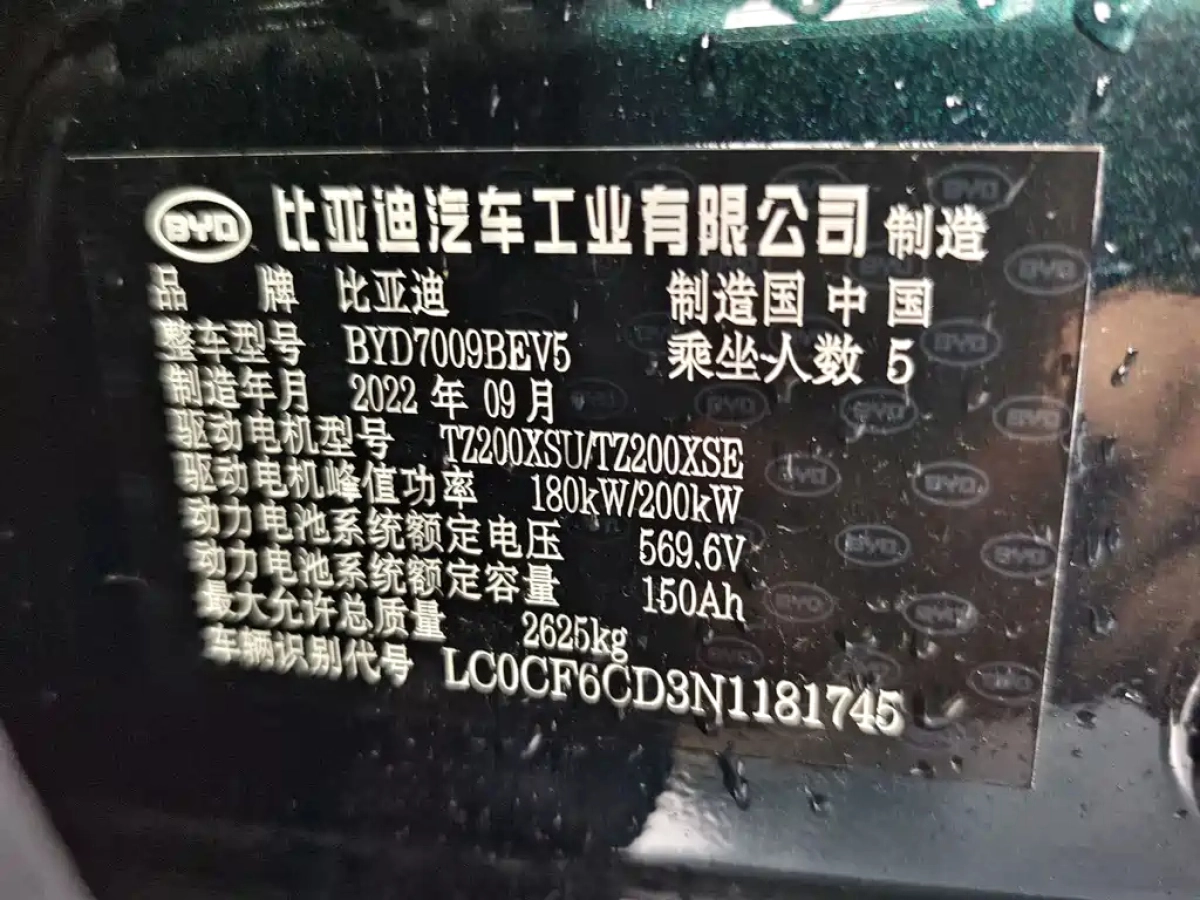 BYD 比亚迪汽车工业有限公司 制造
品牌 比亚迪 制造国 中国
整车型号 BYD7009BEV5 乘坐人数 5
制造年月 2022 年 09 月
驱动电机型号 TZ200XSU/TZ200XSE
驱动电机峰值功率 180kW/200kW
动力电池系统额定电压 569.6V
动力电池系统额定容量 150Ah
最大允许总质量 2625kg
车辆识别代号 LC0CF6CD3N1181745